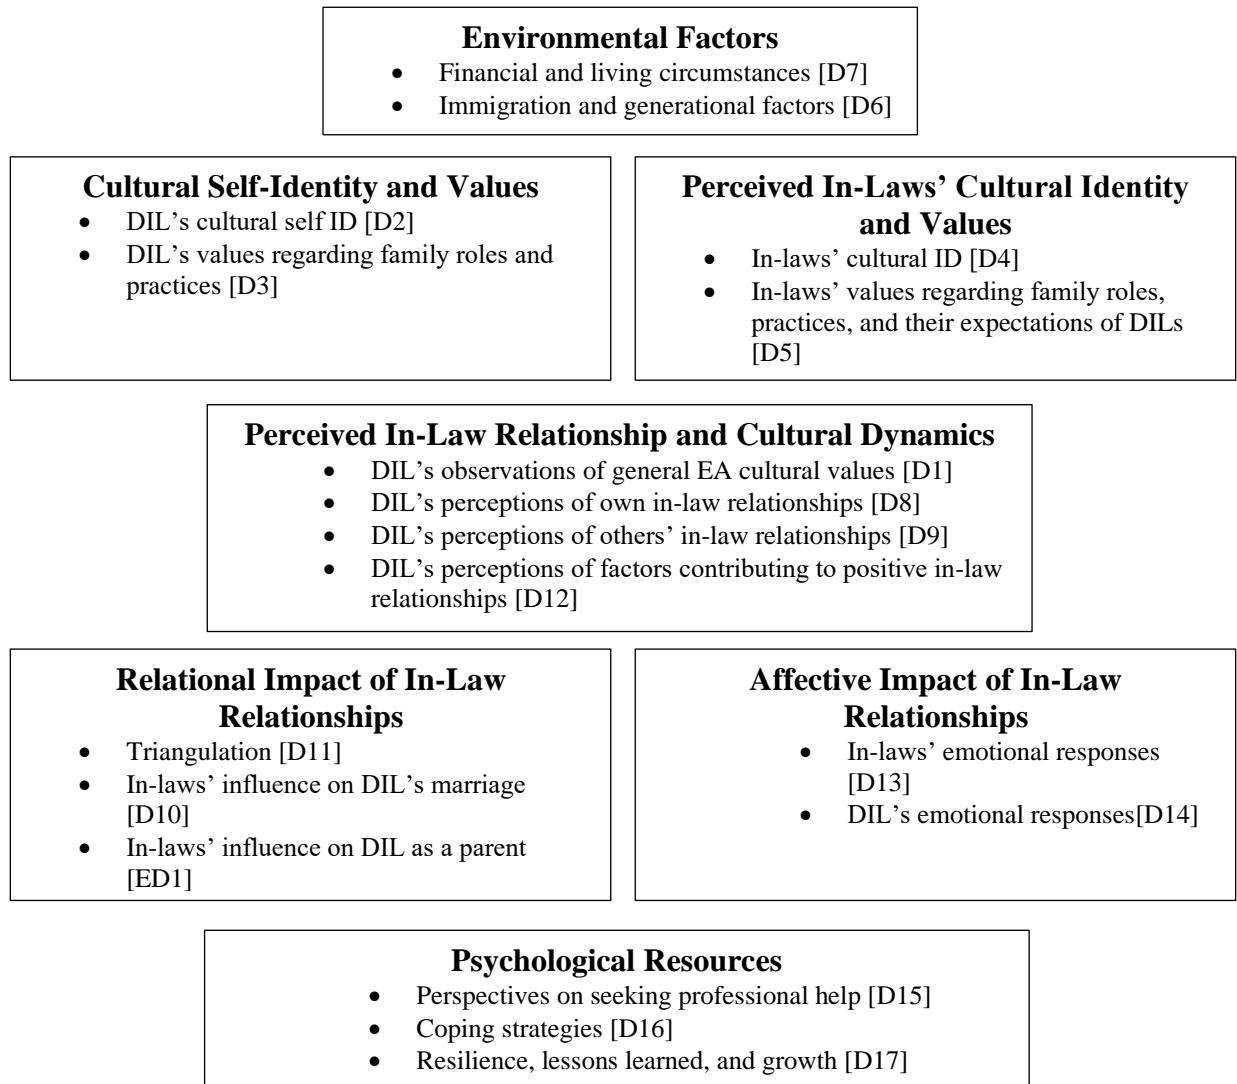 Environmental Factors
• Financial and living circumstances [D7]
• Immigration and generational factors [D6]
Cultural Self-Identity and Values
• DIL’s cultural self ID [D2]
• DIL’s values regarding family roles and
practices [D3]
Perceived In-Laws’ Cultural Identity
and Values
• In-laws’ cultural ID [D4]
• In-laws’ values regarding family roles,
practices, and their expectations of DILs
[D5]
Perceived In-Law Relationship and Cultural Dynamics
• DIL’s observations of general EA cultural values [D1]
• DIL’s perceptions of own in-law relationships [D8]
• DIL’s perceptions of others’ in-law relationships [D9]
• DIL’s perceptions of factors contributing to positive in-law
relationships [D12]
Relational Impact of In-Law
Relationships
• Triangulation [D11]
• In-laws’ influence on DIL’s marriage
[D10]
• In-laws’ influence on DIL as a parent
[ED1]
Affective Impact of In-Law
Relationships
• In-laws’ emotional responses
[D13]
• DIL’s emotional responses[D14]
Psychological Resources
• Perspectives on seeking professional help [D15]
• Coping strategies [D16]
• Resilience, lessons learned, and growth [D17]